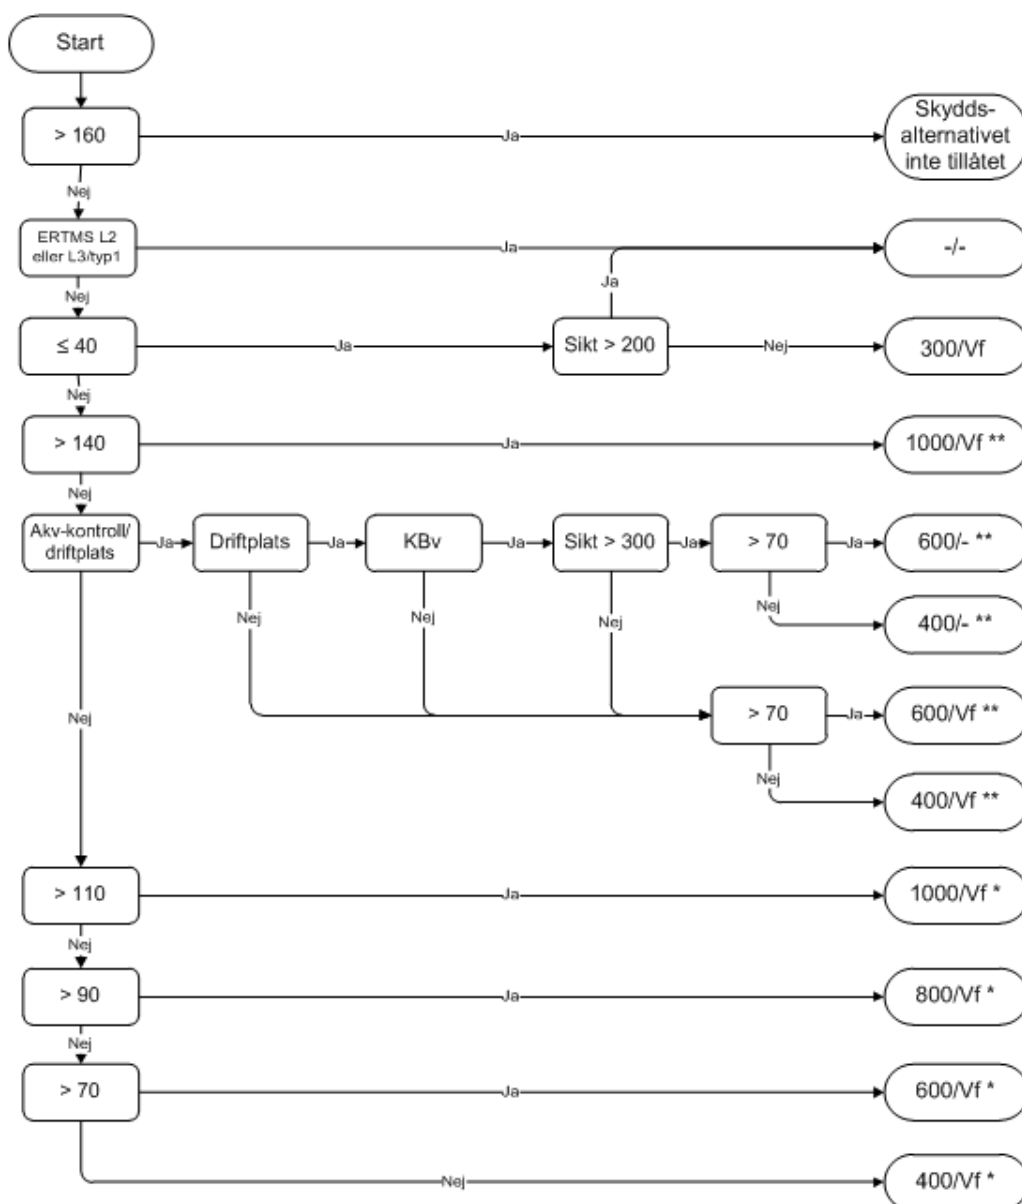 Start
> 160
Ja
Skydds-
alternativet
inte tillåtet
Nej
ERTMS L2
eller L3/typ1
Ja
-/-
Nej
Ja
≤ 40
Ja
Sikt > 200
Nej
300/Vf
Nej
> 140
Ja
1000/Vf **
Nej
Akv-kontroll/
driftplats
Ja
Driftplats
Ja
KBv
Ja
Sikt > 300
Ja
> 70
Ja
600/- **
Nej
Nej
Nej
Nej
400/- **
Nej
> 70
Ja
600/Vf **
Nej
400/Vf **
> 110
Ja
1000/Vf *
Nej
> 90
Ja
800/Vf *
Nej
> 70
Ja
600/Vf *
Nej
400/Vf *